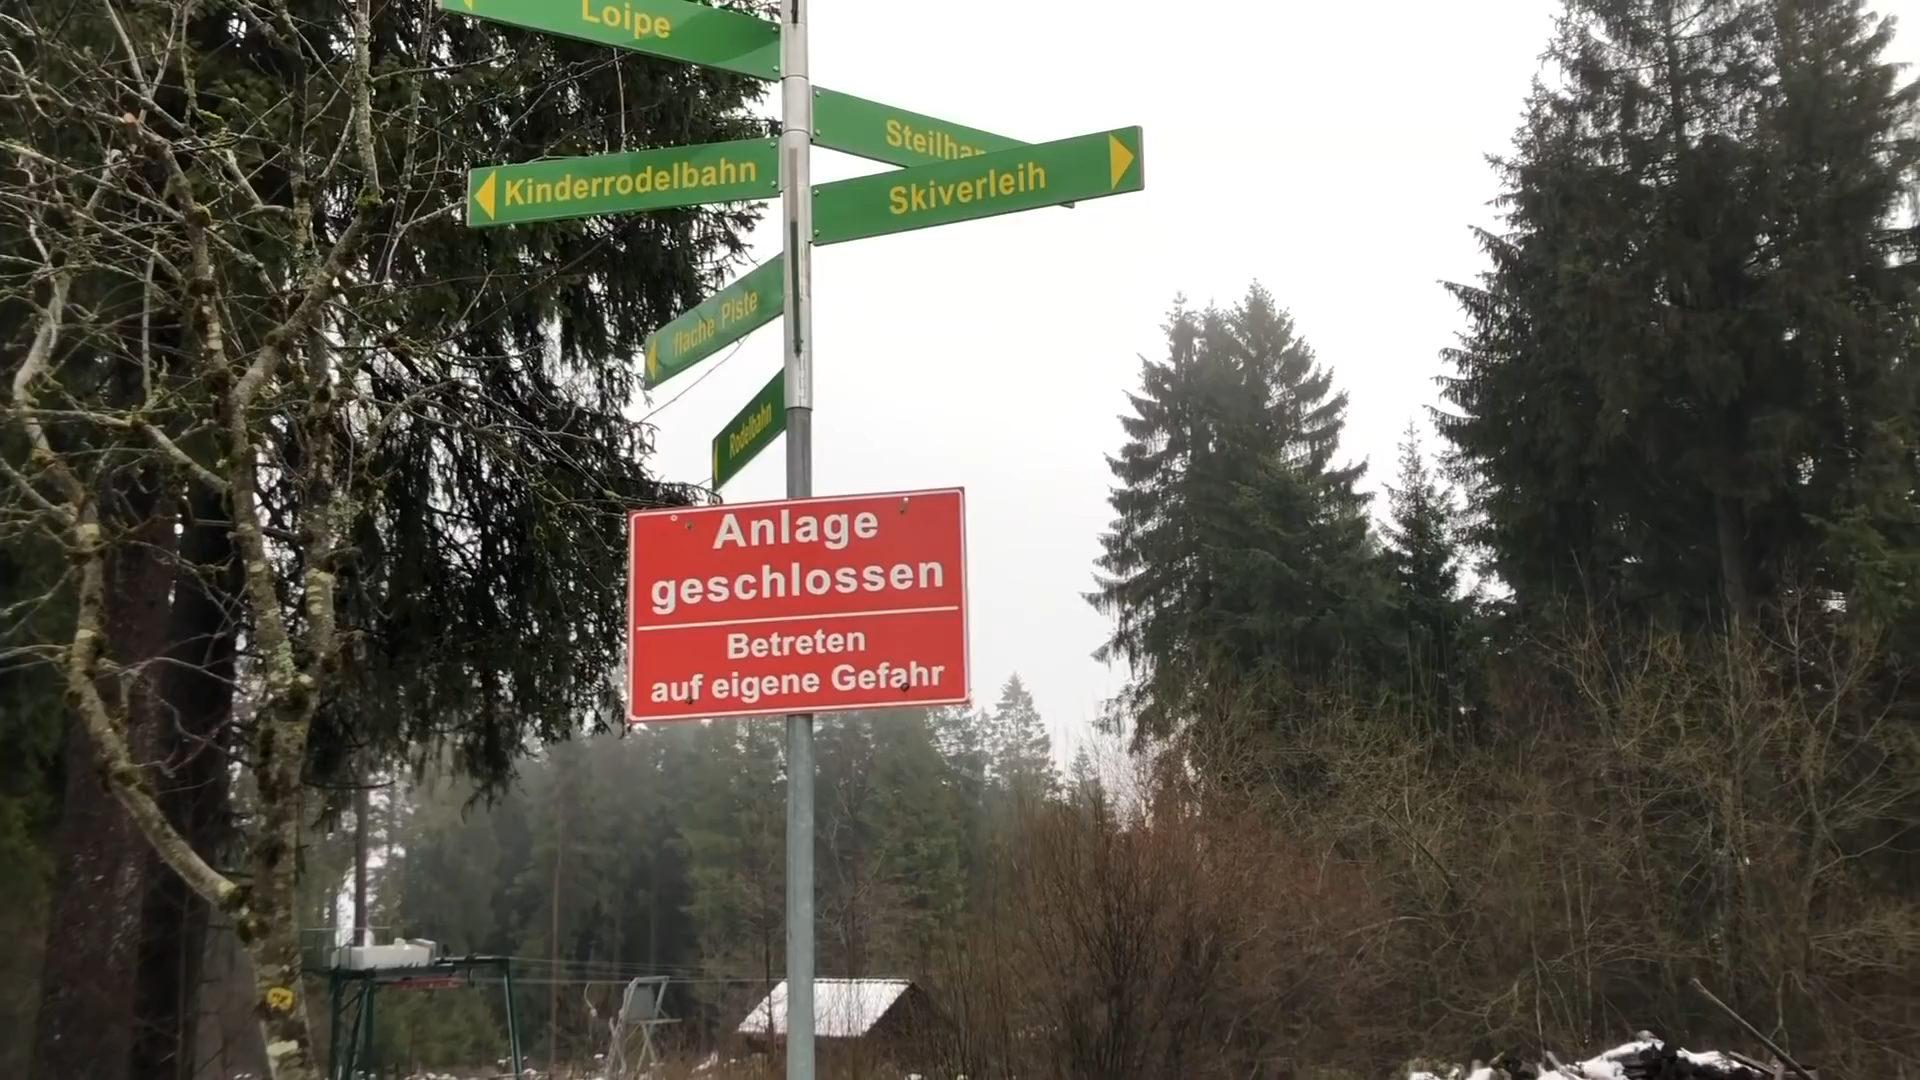 Loipe
Kinderrodelbahn
Skiverleih
flache Piste
Rodelbahn
Anlage
geschlossen
Betreten
auf eigene Gefahr